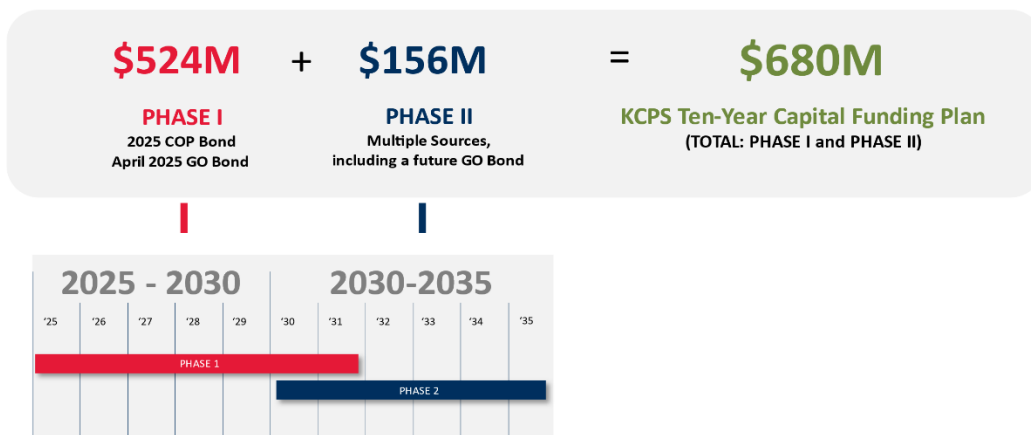 $524M + $156M = $680M
PHASE I PHASE II KCPS Ten-Year Capital Funding Plan
2025 COP Bond Multiple Sources, (TOTAL: PHASE I and PHASE II)
April 2025 GO Bond including a future GO Bond
2025 - 2030 2030-2035
‘25 ‘26 ‘27 ‘28 ‘29 ‘30 ‘31 ‘32 ‘33 ‘34 ‘35
PHASE 1
PHASE 2